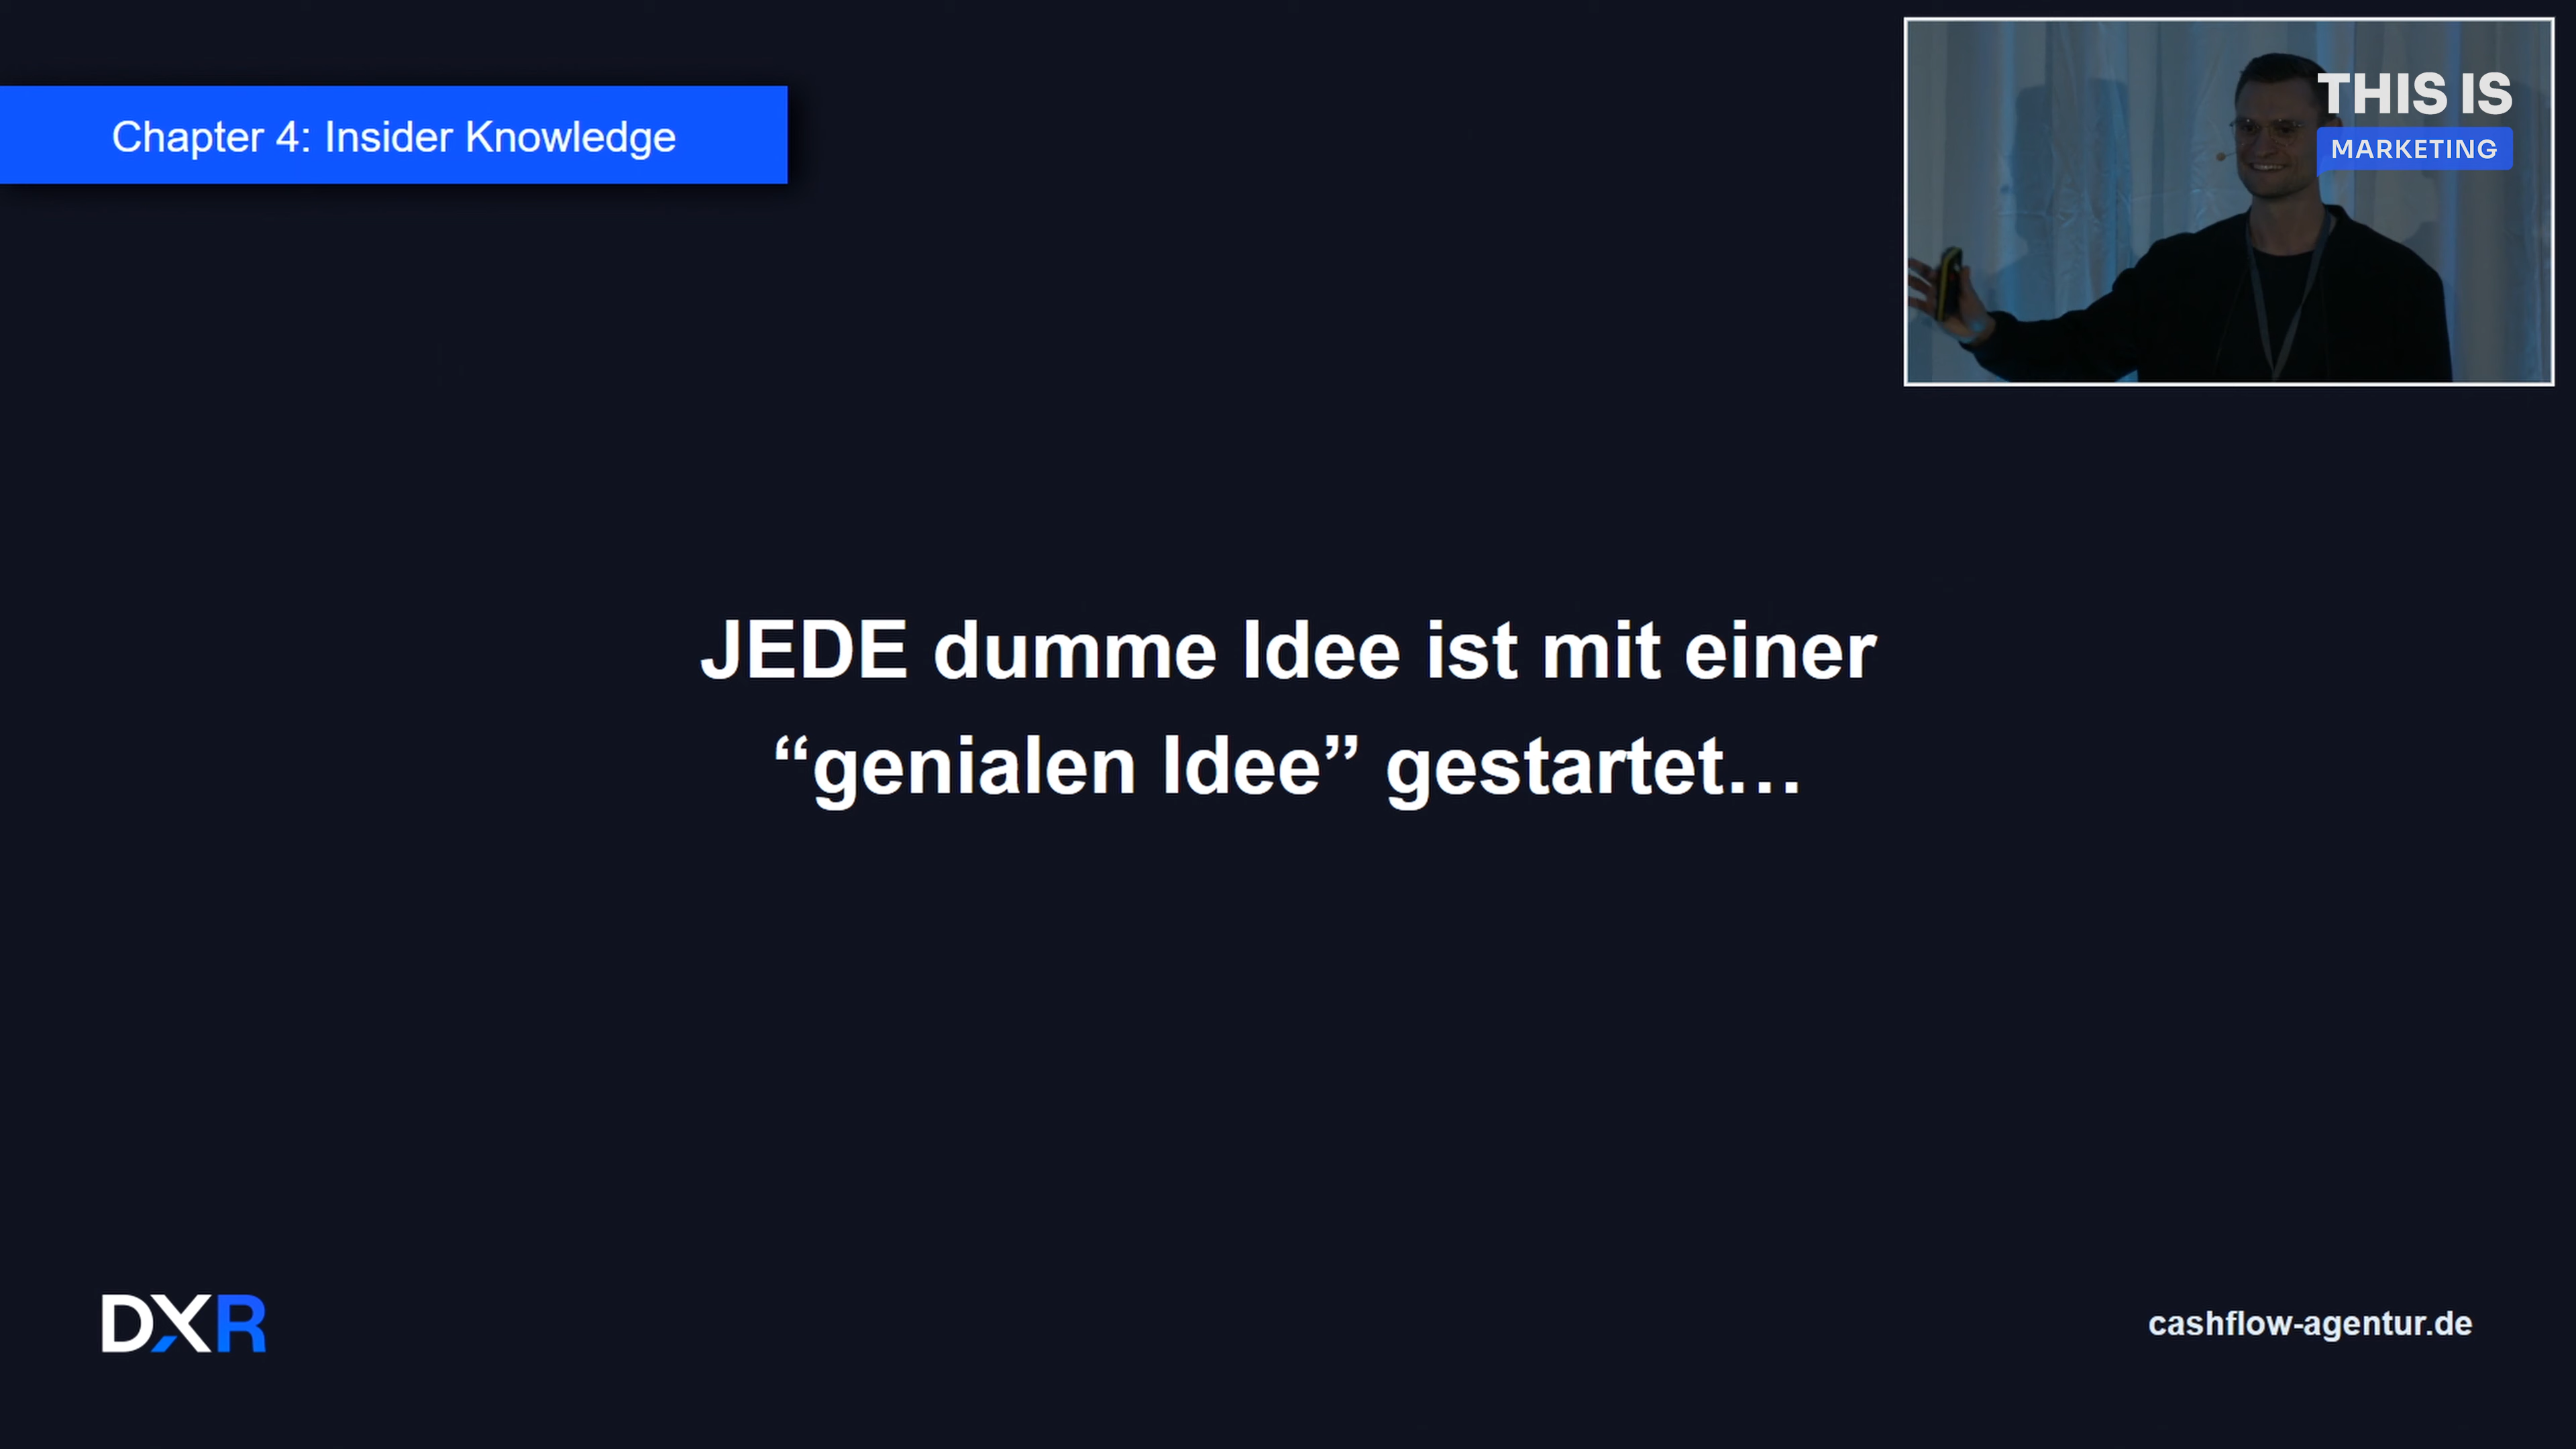 Chapter 4: Insider Knowledge
THIS IS
MARKETING
JEDE dumme Idee ist mit einer
“genialen Idee” gestartet…
DXR
cashflow-agentur.de